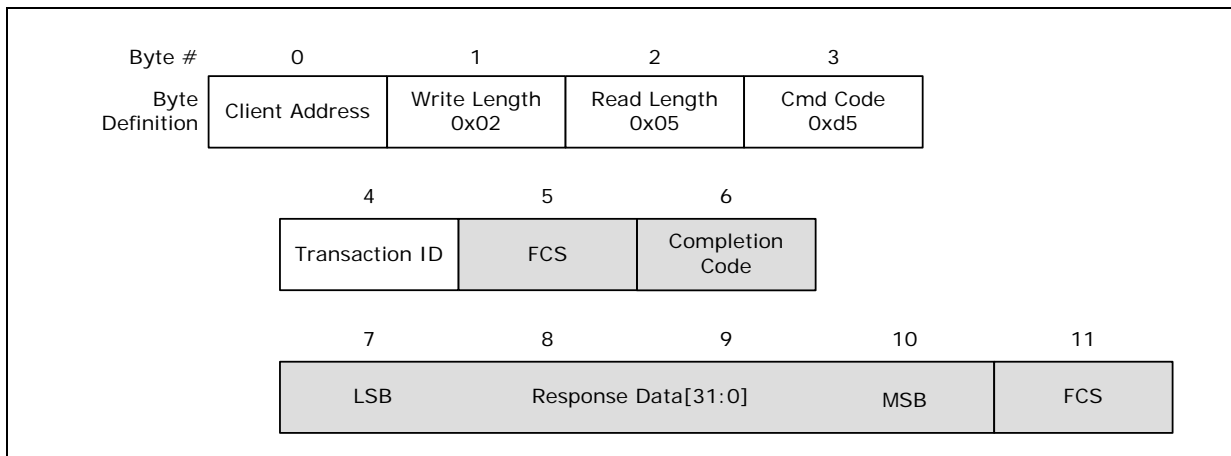 Byte # 0 1 2 3
Byte Definition
Client Address
Write Length 0x02
Read Length 0x05
Cmd Code 0xd5
4 5 6
Transaction ID
FCS
Completion Code
7 8 9 10 11
LSB Response Data[31:0] MSB FCS